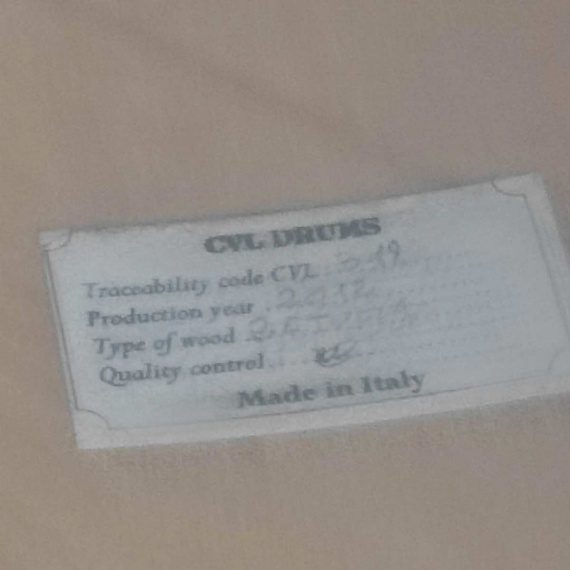 CVL DRUMS
Traceability code CVL
Production year
Type of wood
Quality control
Made in Italy